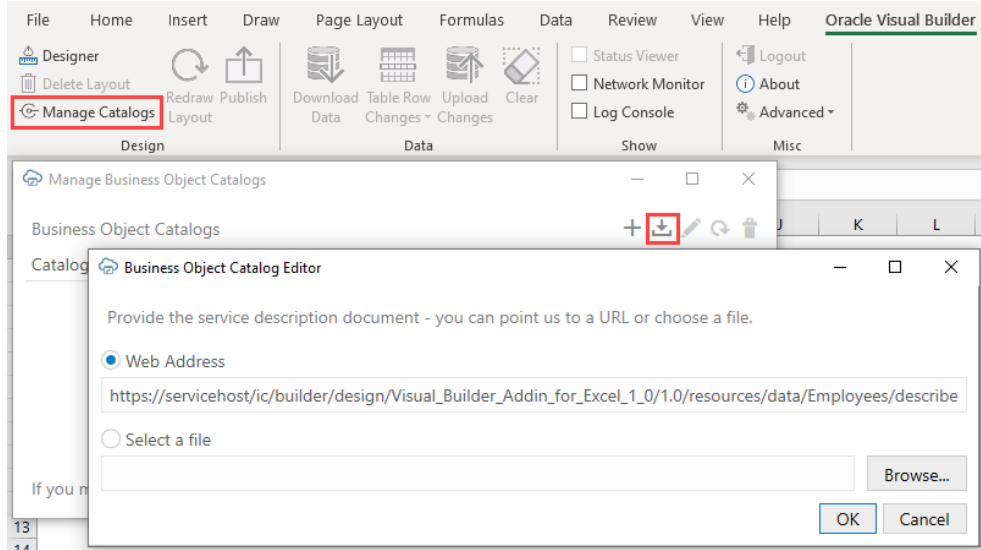 File Home Insert Draw Page Layout Formulas Data Review View Help Oracle Visual Builder
Designer
Delete Layout
Manage Catalogs
Redraw Layout
Publish
Design
Download Data
Table Row Changes
Upload Changes
Clear
Data
Status Viewer
Network Monitor
Log Console
Show
Logout
About
Advanced
Misc
Manage Business Object Catalogs
Business Object Catalogs
J K L
Catalog
Business Object Catalog Editor
Provide the service description document - you can point us to a URL or choose a file.
Web Address
https://servicehost/ic/builder/design/Visual_Builder_Addin_for_Excel_1_0/1.0/resources/data/Employees/describe
Select a file
Browse...
If you
OK Cancel
13
14